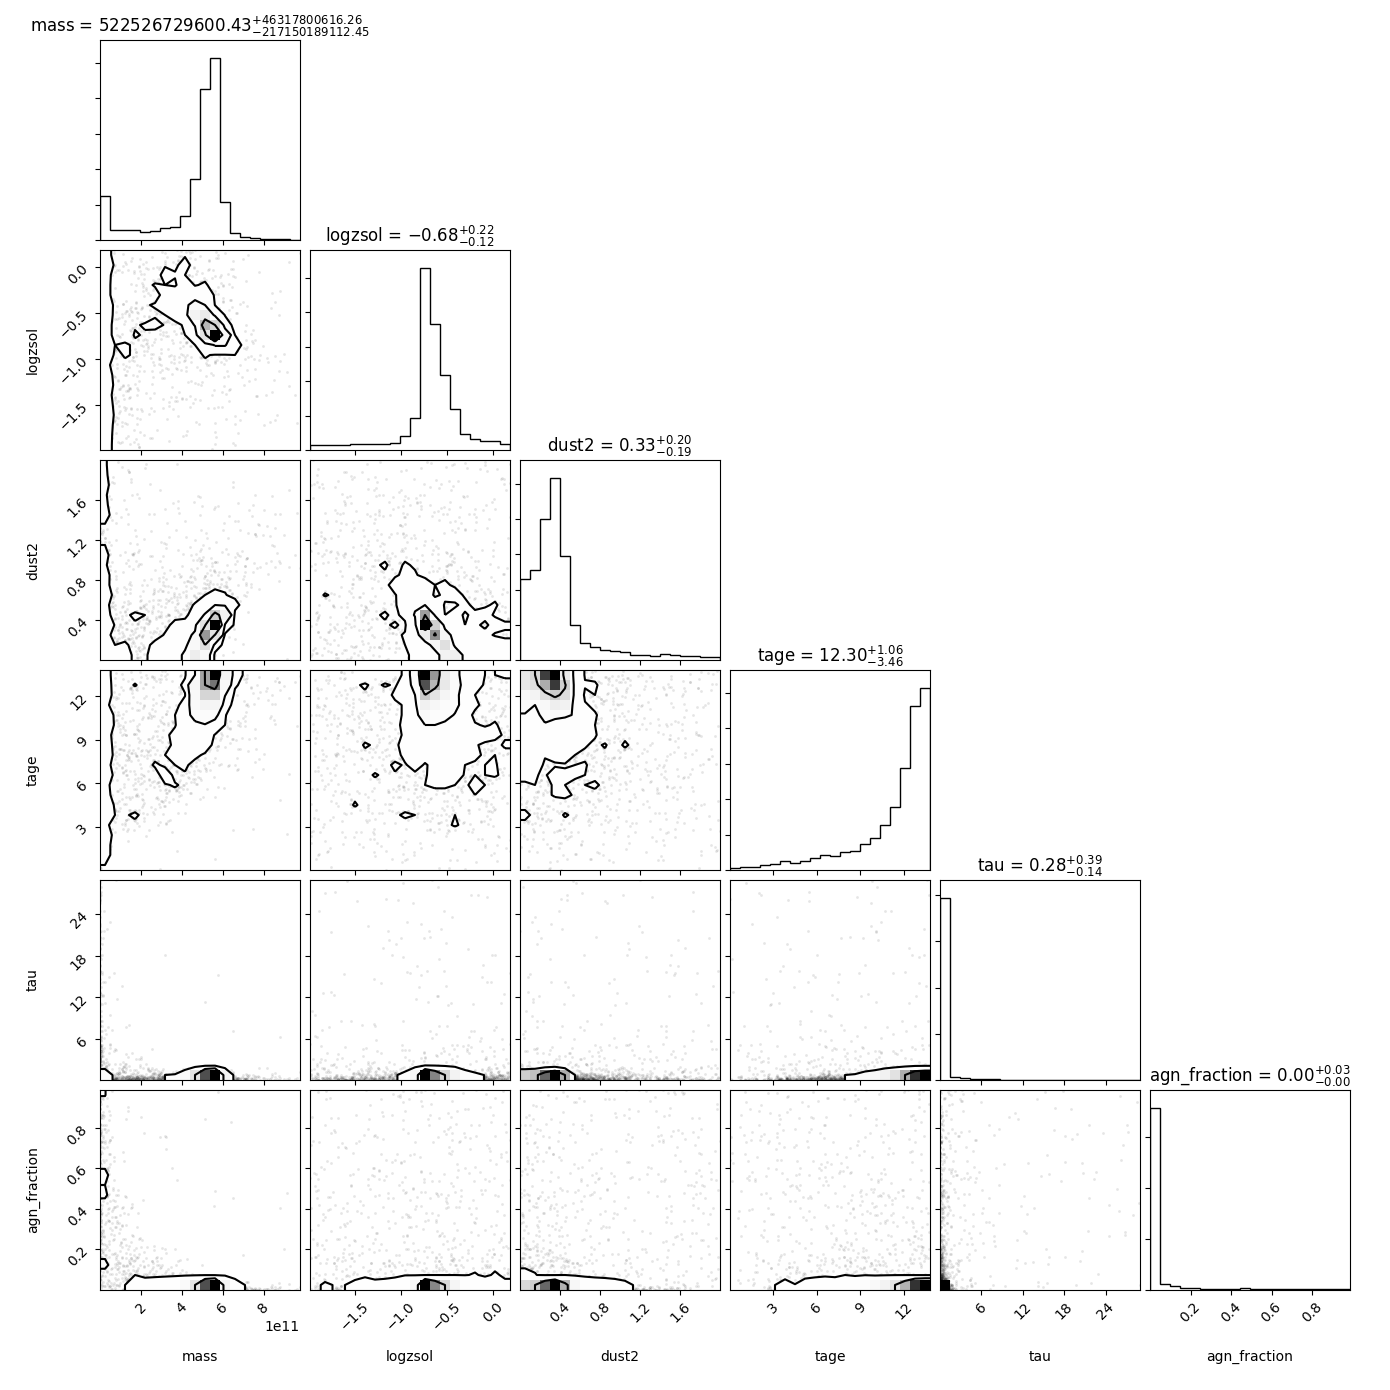 mass = 522526729600.43+46317800616.26−217150189112.45
logzsol = −0.68+0.22−0.12
0.0
−0.5
−1.0
−1.5
logzsol
dust2 = 0.33+0.20−0.19
1.6
1.2
0.8
0.4
dust2
tage = 12.30+1.06−3.46
12
9
6
3
tage
tau = 0.28+0.39−0.14
24
18
12
6
tau
agn_fraction = 0.00+0.03−0.00
0.8
0.6
0.4
0.2
agn_fraction
2 4 6 8 −1.5 −1.0 −0.5 0.0 0.4 0.8 1.2 1.6 3 6 9 12 6 12 18 24 0.2 0.4 0.6 0.8
1e11
mass logzsol dust2 tage tau agn_fraction